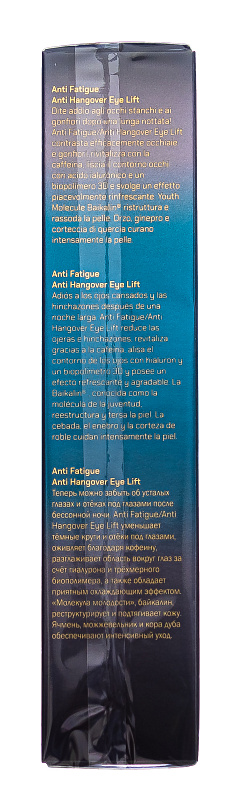 Anti Fatigue
Anti Hangover Eye Lift
Dite addio agli occhi stanchi e ai
gonfiori dopo una lunga nottata!
Anti Fatigue/Anti Hangover Eye Lift
contrasta efficacemente occhiaie
e gonfiori, rivitalizza con la
caffeina, liscia il contorno occhi
con acido ialuronico e un
biopolimero 3D e svolge un effetto
piacevolmente rinfrescante. Youth
Molecule Baikalin® ristruttura e
rassoda la pelle. Orzo, ginepro e
corteccia di quercia curano
intensamente la pelle.
Anti Fatigue
Anti Hangover Eye Lift
Adiós a los ojos cansados y las
hinchazones después de una
noche larga. Anti Fatigue/Anti
Hangover Eye Lift reduce las
ojeras e hinchazones, revitaliza
gracias a la cafeína, alisa el
contorno de los ojos con hialurón y
un biopolímero 3D y posee un
efecto refrescante y agradable. La
Baikalin®, conocida como la
molécula de la juventud,
reestructura y tersa la piel. La
cebada, el enebro y la corteza de
roble cuidan intensamente la piel.
Anti Fatigue
Anti Hangover Eye Lift
Теперь можно забыть об усталых
глазах и отёках под глазами после
бессонной ночи. Anti Fatigue/Anti
Hangover Eye Lift уменьшает
тёмные круги и отёки под глазами,
оживляет благодаря кофеину,
разглаживает область вокруг глаз за
счёт гиалурона и трёхмерного
биополимера, а также обладает
приятным охлаждающим эффектом.
«Молекула молодости», байкалин,
реструктурирует и подтягивает кожу.
Ячмень, можжевельник и кора дуба
обеспечивают интенсивный уход.